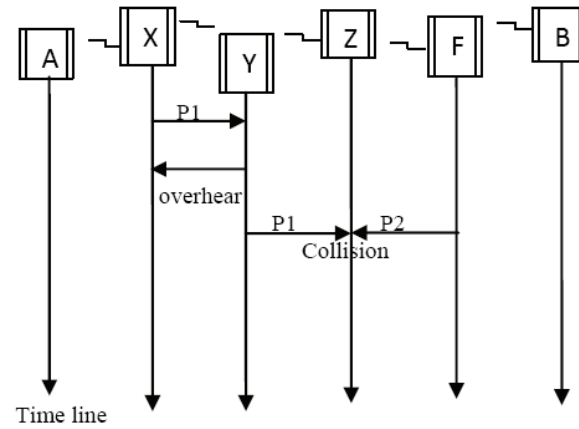 A X Y Z F B
P1
overhear
P1 P2
Collision
Time line